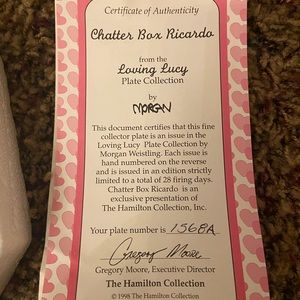 Certificate of Authenticity
Chatter Box Ricardo
from the
Loving Lucy
Plate Collection
by
MORGAN
This document certifies that this fine
collector plate is an issue in the
Loving Lucy Plate Collection by
Morgan Weistling. Each issue is
hand numbered on the reverse
and is issued in an edition strictly
limited to a total of 28 firing days.
Chatter Box Ricardo is an
exclusive presentation of
The Hamilton Collection, Inc.
Your plate number is 1568A
Gregory Moore
Gregory Moore, Executive Director
The Hamilton Collection
© 1998 The Hamilton Collection